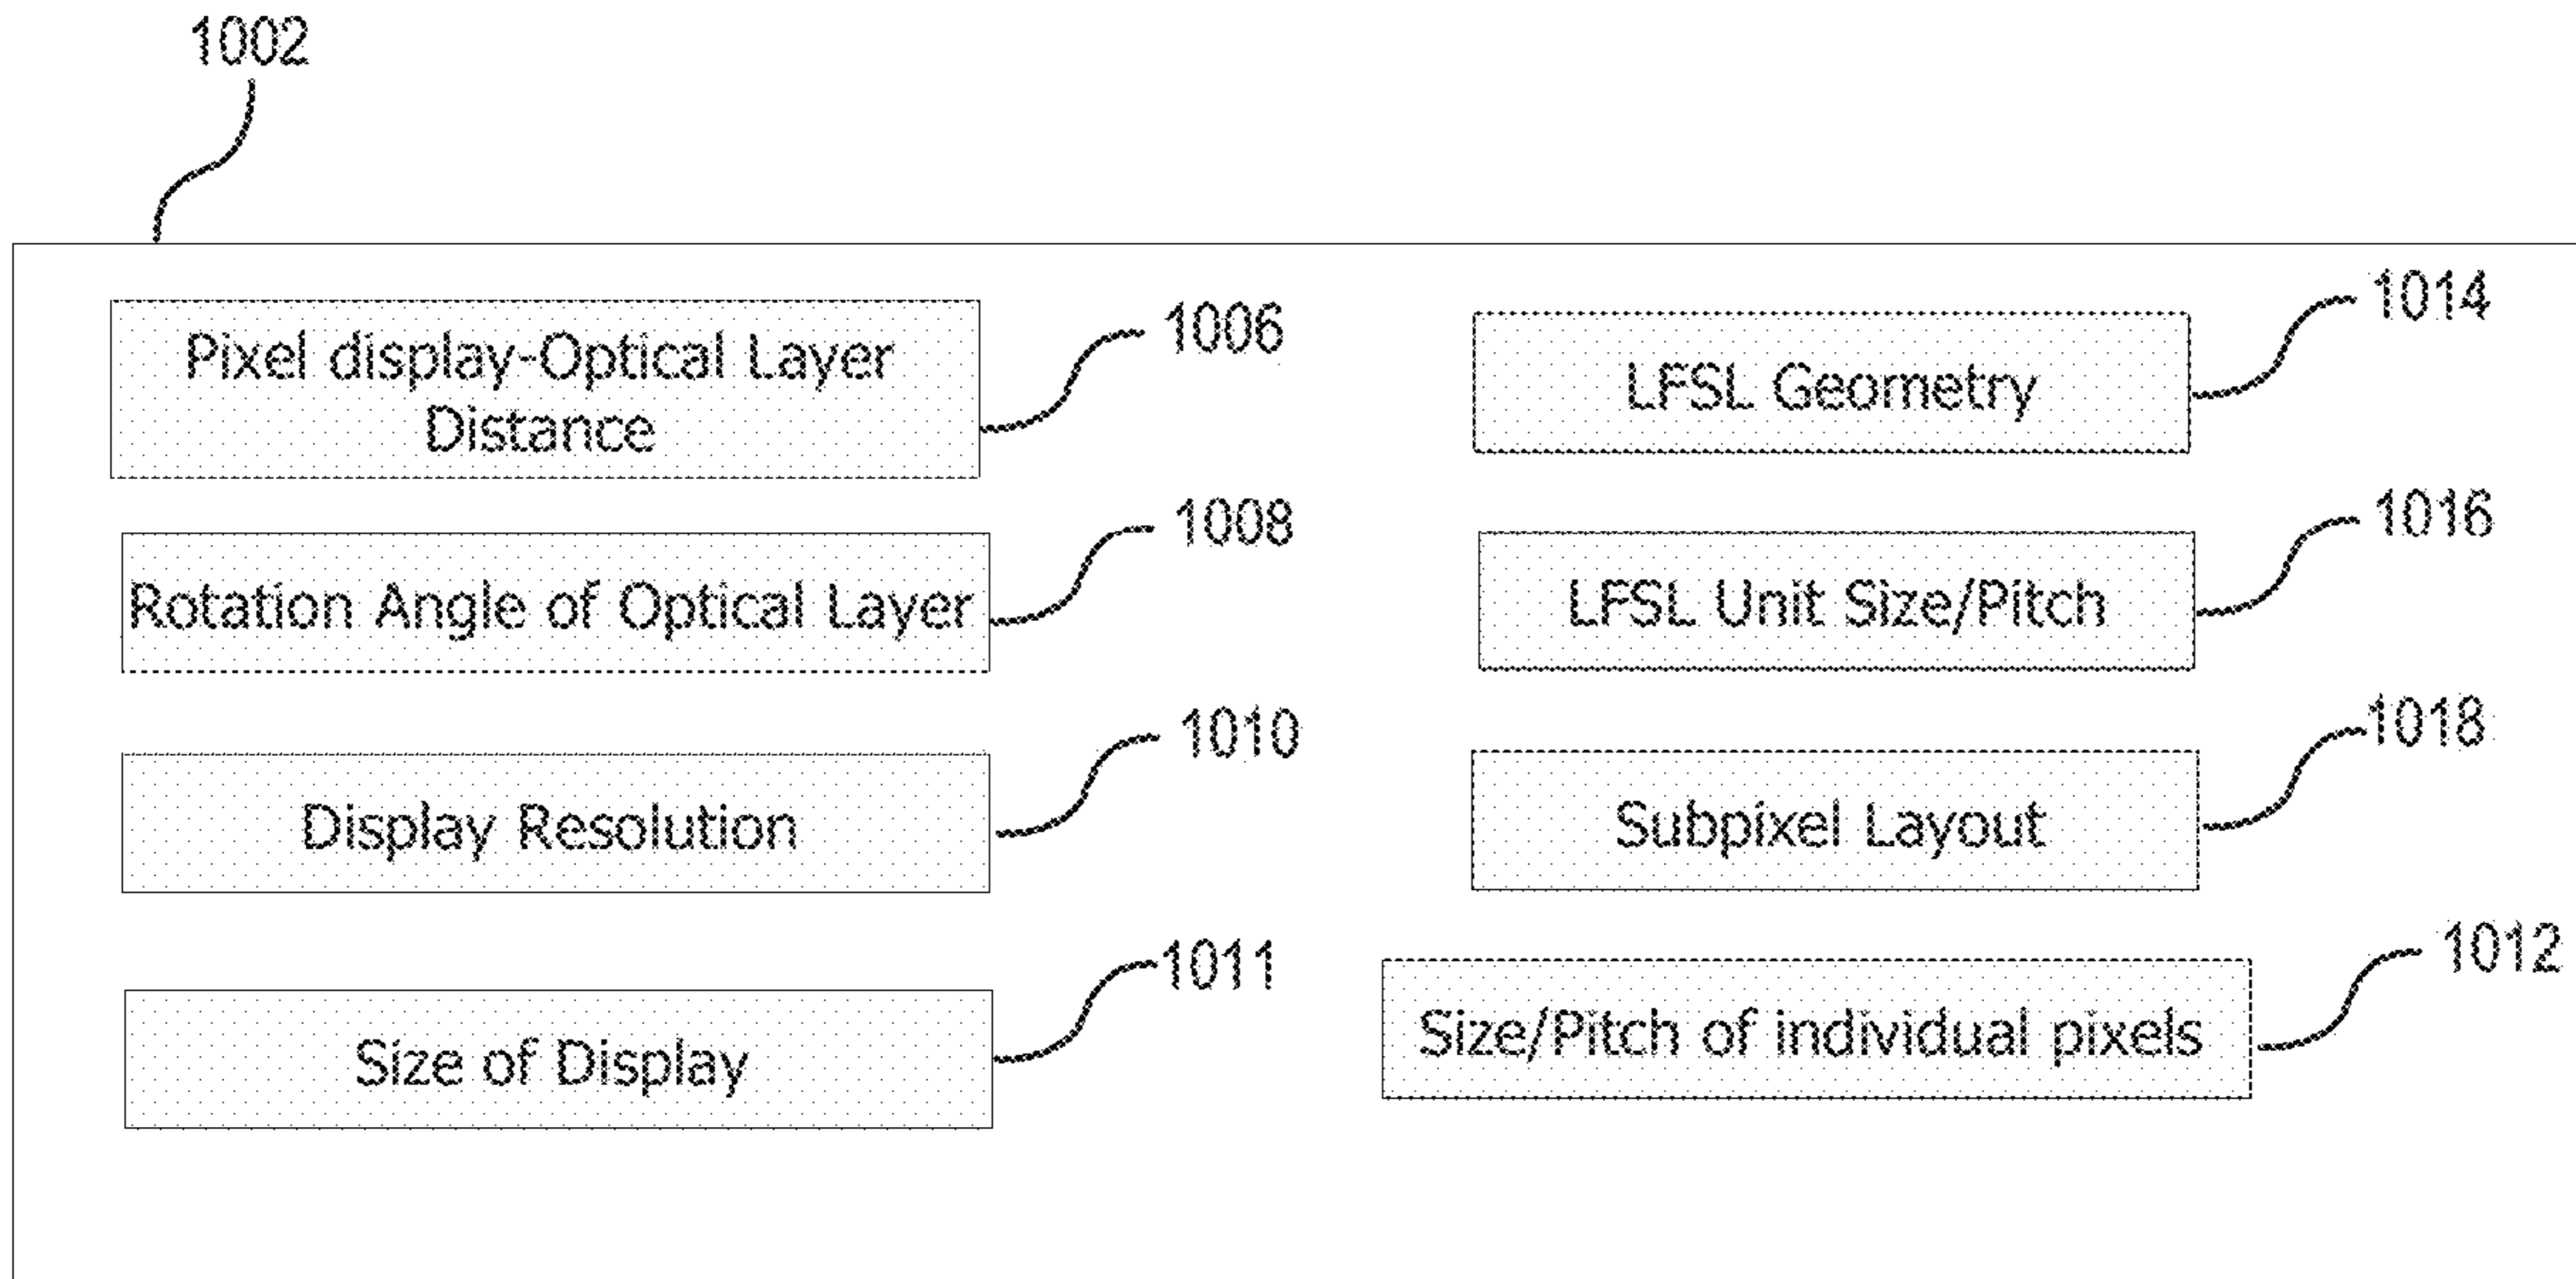 1002
Pixel display-Optical Layer
Distance
1006
Rotation Angle of Optical Layer
1008
Display Resolution
1010
Size of Display
1011
LFSL Geometry
1014
LFSL Unit Size/Pitch
1016
Subpixel Layout
1018
Size/Pitch of individual pixels
1012